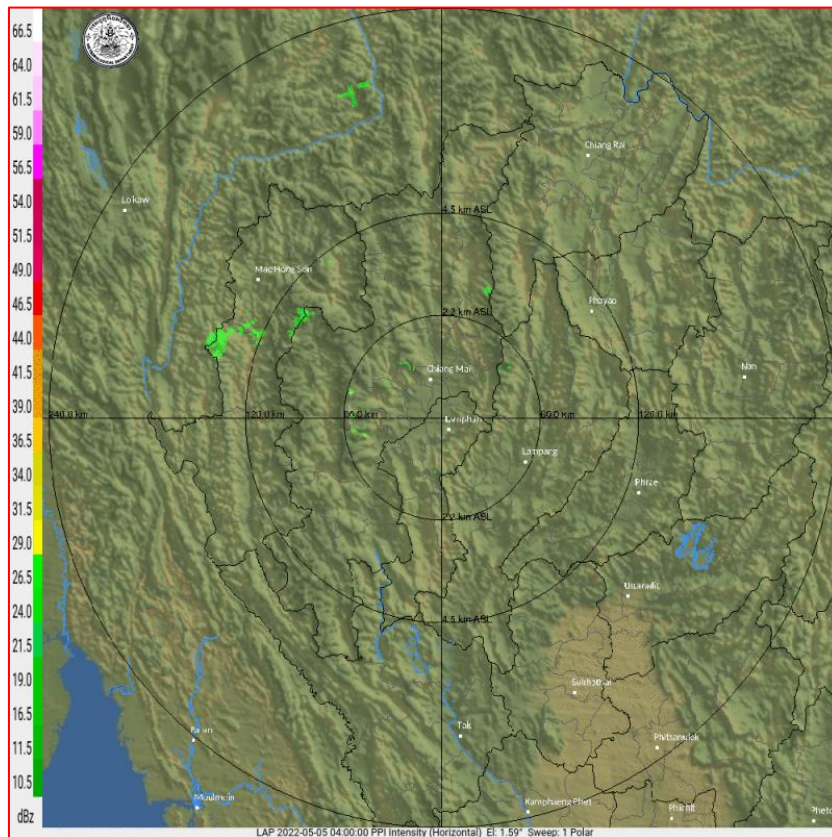 66.5
64.0
61.5
59.0
56.5
54.0
51.5
49.0
46.5
44.0
41.5
39.0
36.5
34.0
31.5
29.0
26.5
24.0
21.5
19.0
16.5
14.0
11.5
10.5
dBz
Chiang Rai
Loikaw
4.5 km ASL
Mae Hong Son
Phayao
2.2 km ASL
Chiang Mai
Nan
240.0 km
120.0 km
60.0 km
60.0 km
120.0 km
Lamphun
Lampang
Phrae
2.2 km ASL
Uttaradit
4.5 km ASL
Sukhothai
Tak
Pa'an
Phitsanulok
Moulmein
Kamphaeng Phet
Phichit
LAP 2022-05-05 04:00:00 PPI Intensity (Horizontal) El: 1.59° Sweep: 1 Polar